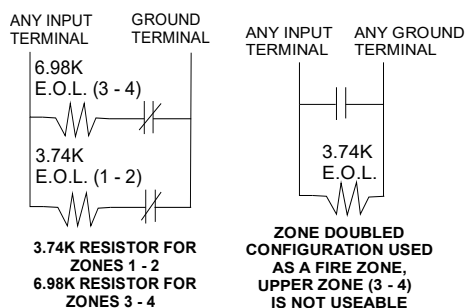 ANY INPUT
TERMINAL
GROUND
TERMINAL
6.98K
E.O.L. (3 - 4)
3.74K
E.O.L. (1 - 2)
3.74K RESISTOR FOR
ZONES 1 - 2
6.98K RESISTOR FOR
ZONES 3 - 4
ANY INPUT
TERMINAL
ANY GROUND
TERMINAL
3.74K
E.O.L.
ZONE DOUBLED
CONFIGURATION USED
AS A FIRE ZONE,
UPPER ZONE (3 - 4)
IS NOT USEABLE